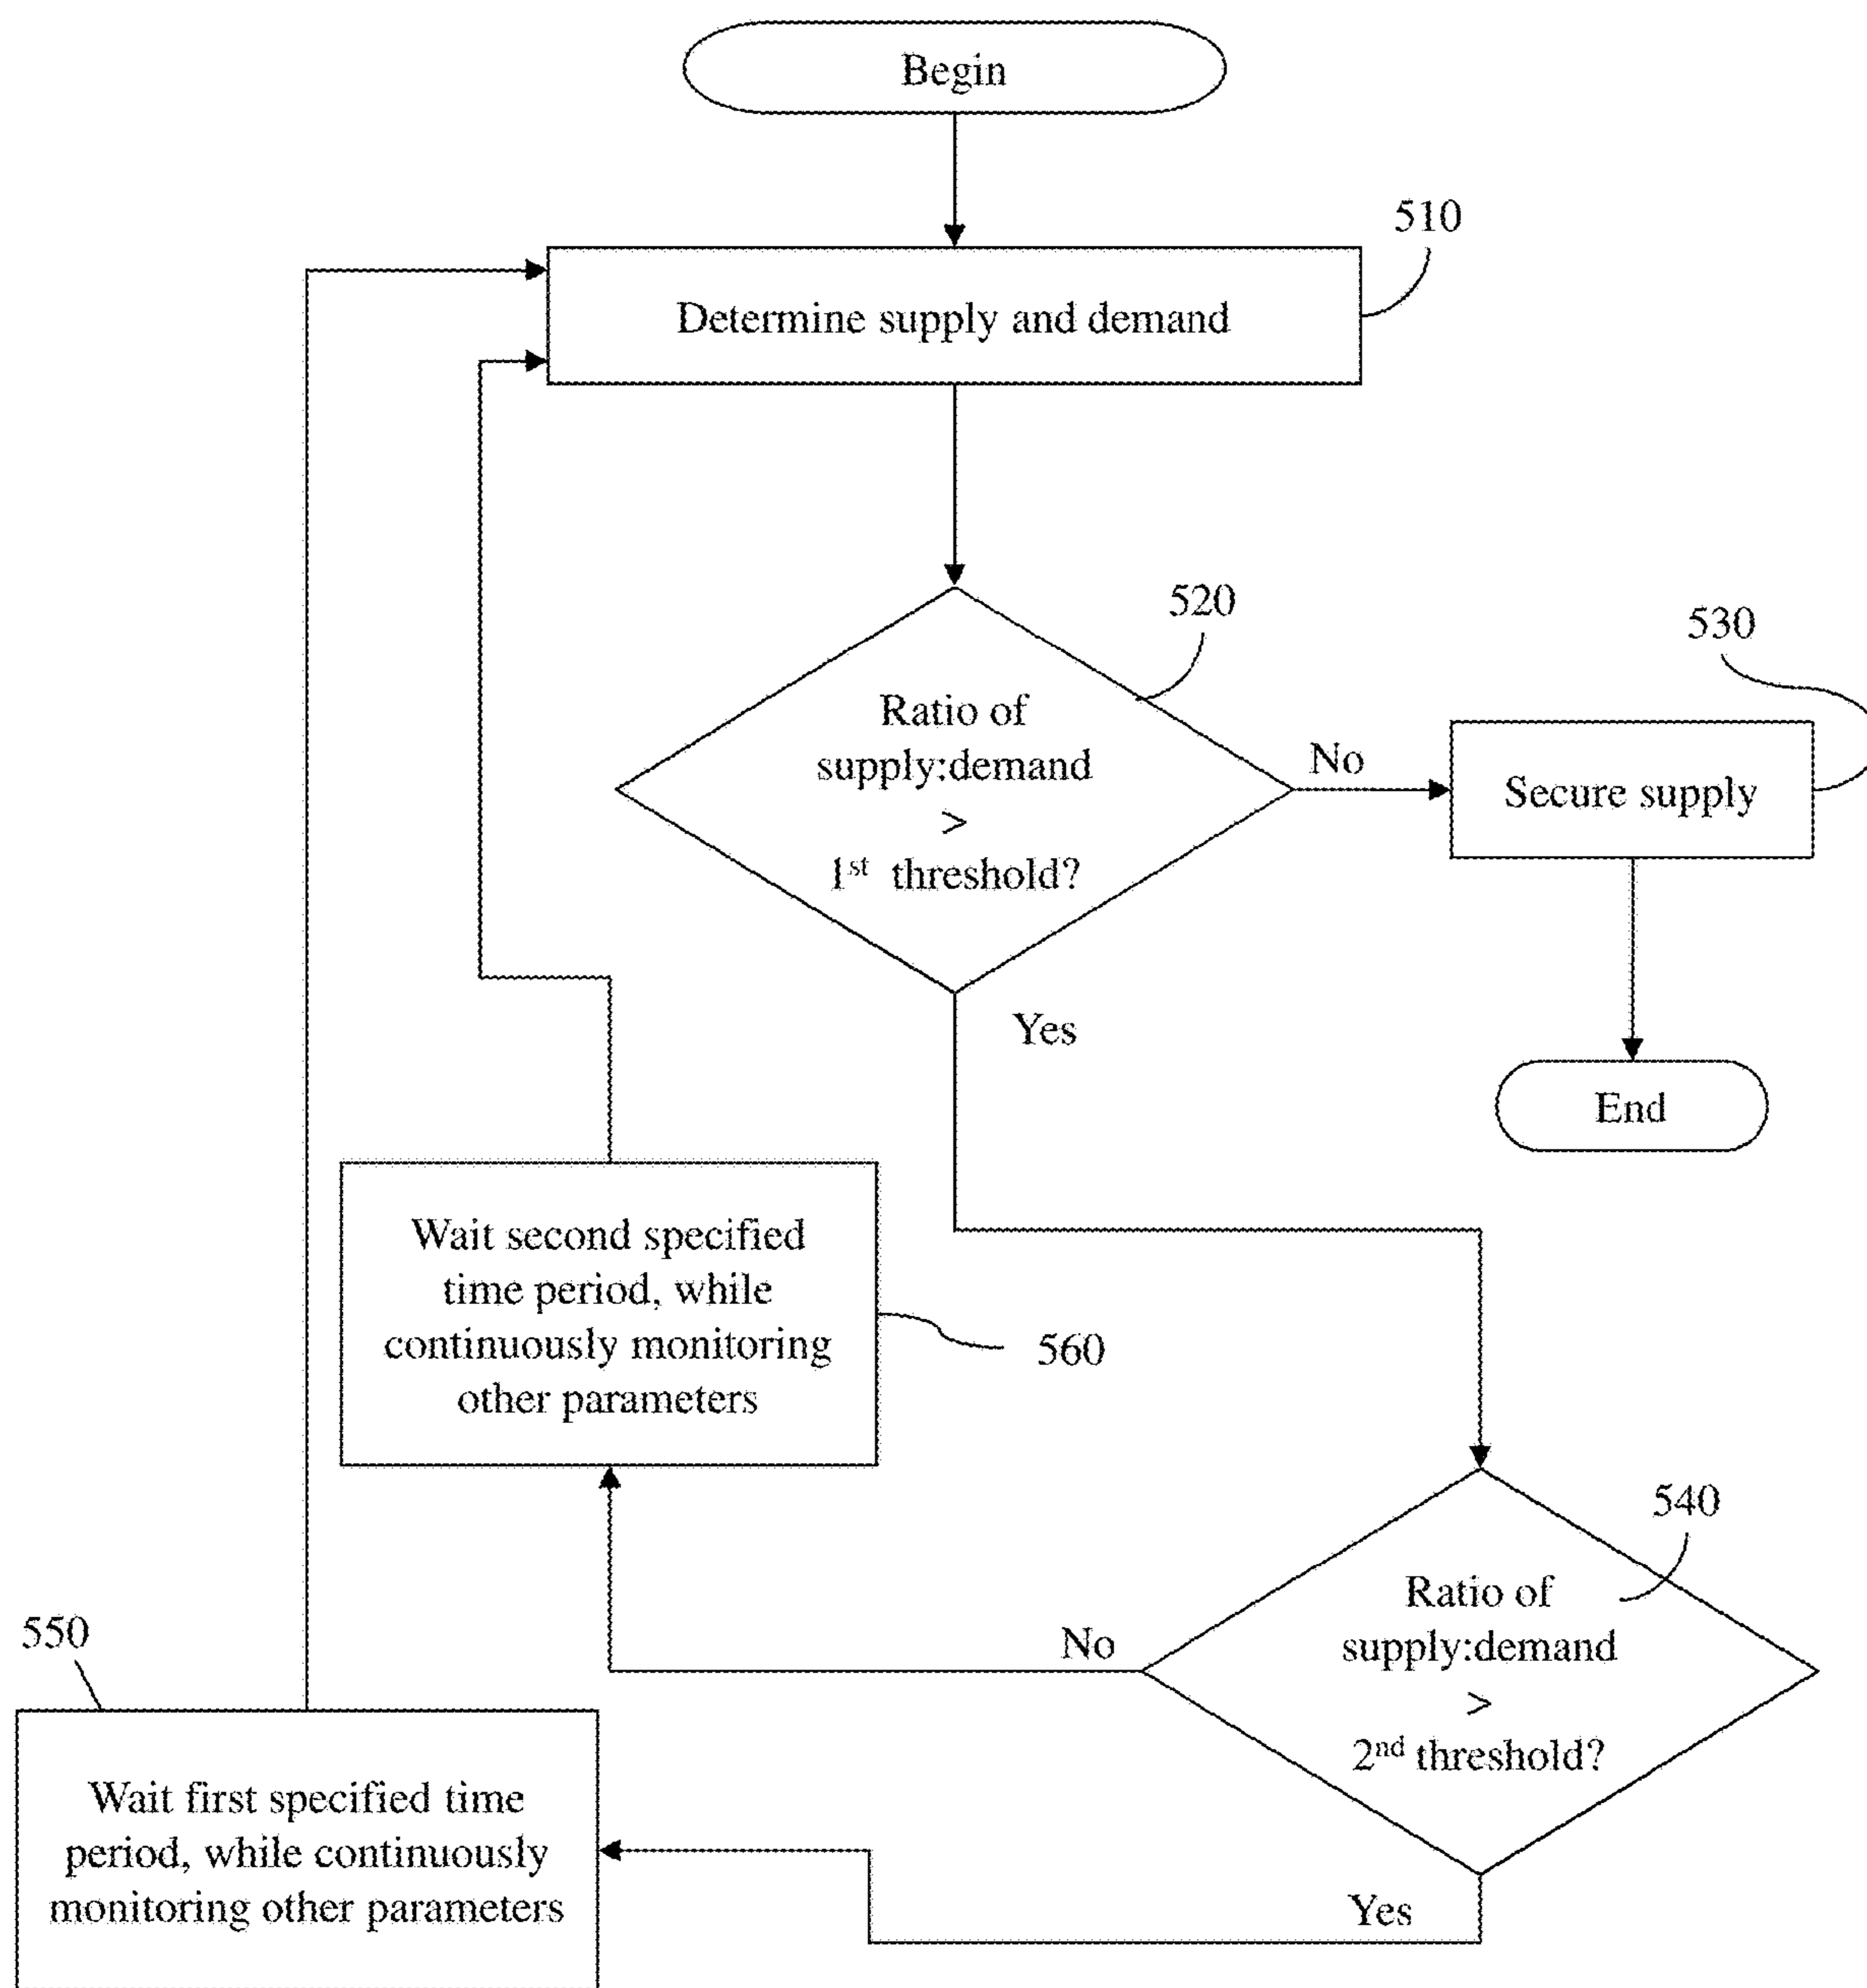 Begin
510
Determine supply and demand
520
530
Ratio of
supply:demand
>
1st threshold?
No
Secure supply
Yes
End
Wait second specified
time period, while
continuously monitoring
other parameters
560
540
Ratio of
supply:demand
>
2nd threshold?
No
550
Wait first specified time
period, while continuously
monitoring other parameters
Yes